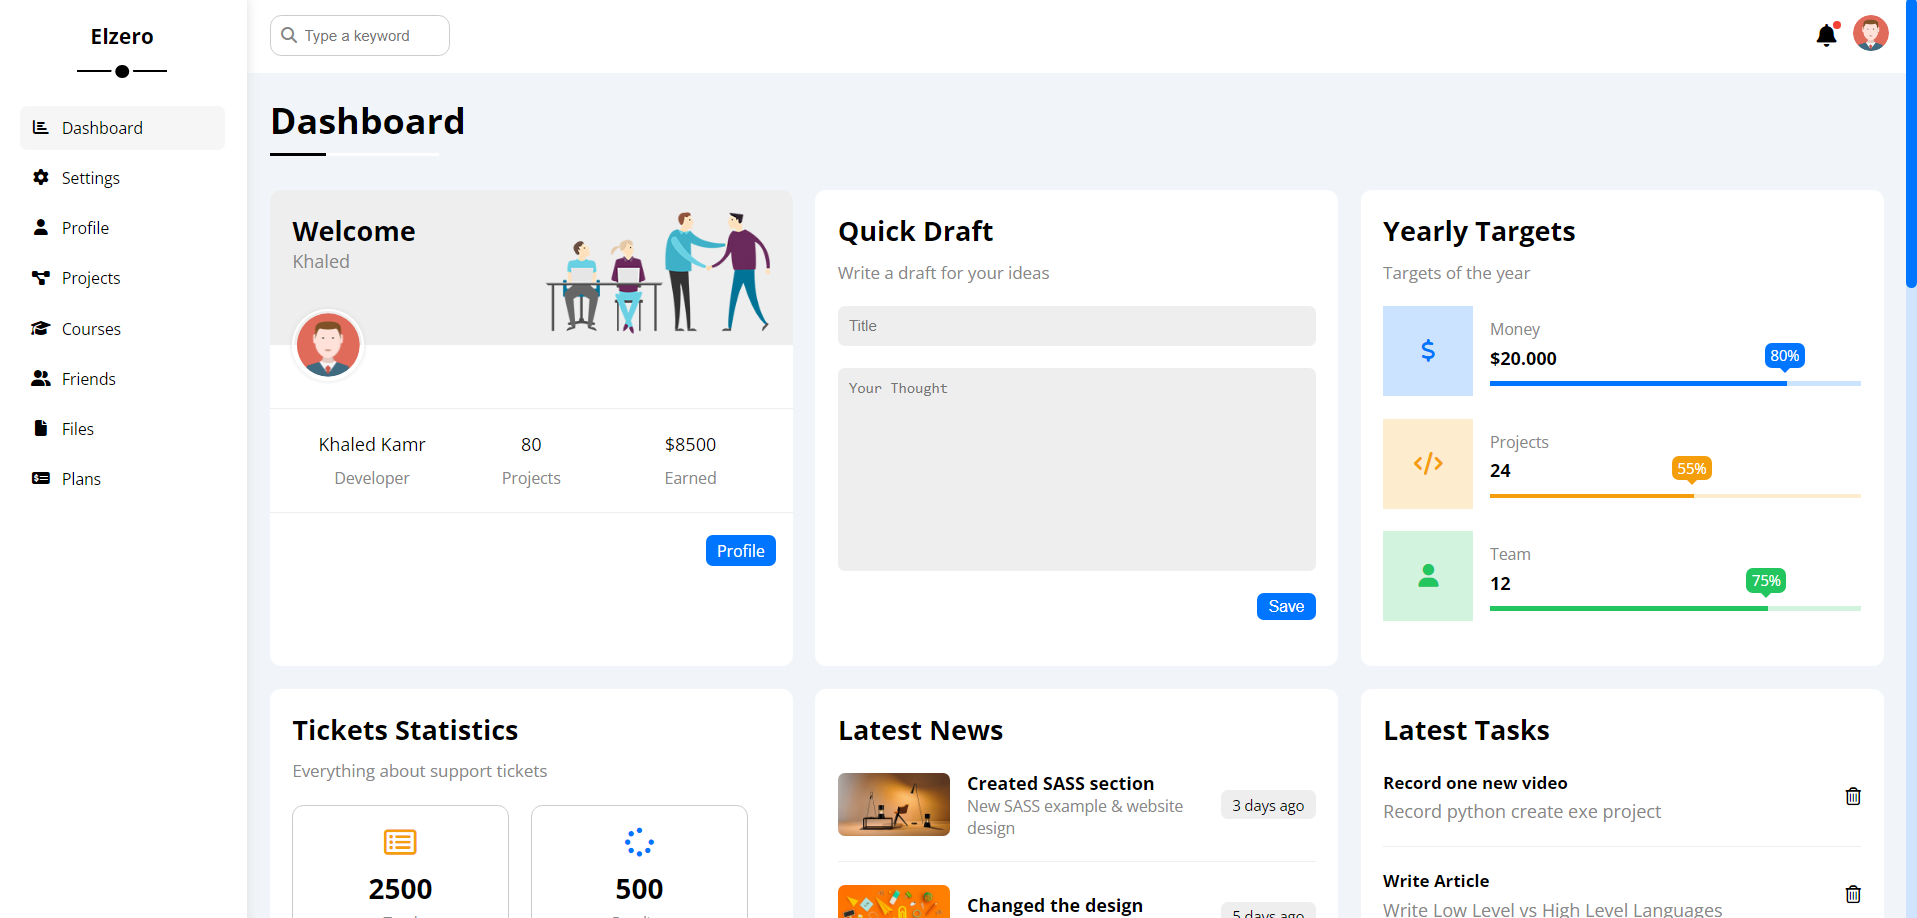 Elzero
Type a keyword
Dashboard
Settings
Profile
Projects
Courses
Friends
Files
Plans
Dashboard
Welcome
Khaled
Khaled Kamr
Developer
80
Projects
$8500
Earned
Profile
Quick Draft
Write a draft for your ideas
Title
Your Thought
Save
Yearly Targets
Targets of the year
Money
$20.000
80%
Projects
24
55%
Team
12
75%
Tickets Statistics
Everything about support tickets
2500
500
Latest News
Created SASS section
New SASS example & website
design
3 days ago
Changed the design
5 days ago
Latest Tasks
Record one new video
Record python create exe project
Write Article
Write Low Level vs High Level Languages